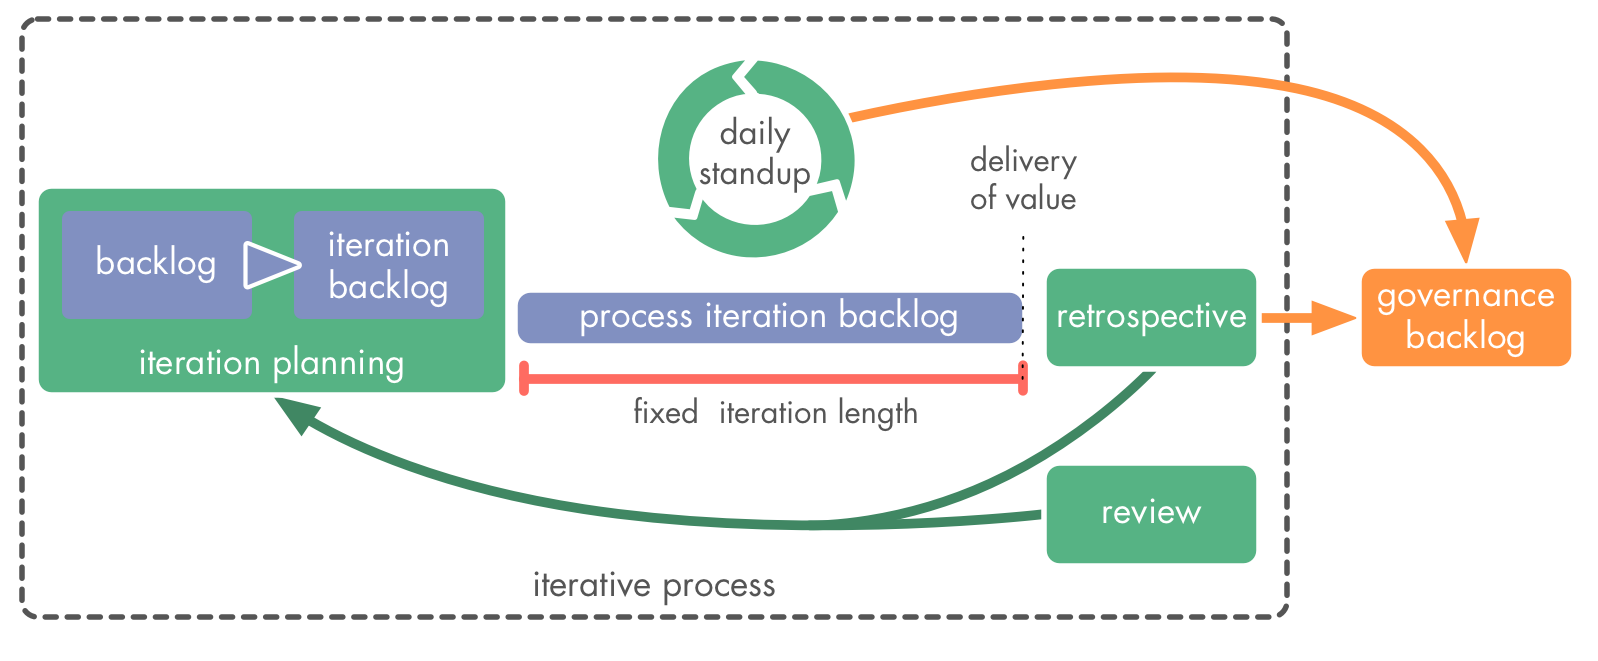 daily
standup
delivery
of value
backlog
iteration
backlog
iteration planning
process iteration backlog
fixed iteration length
retrospective
governance
backlog
review
iterative process